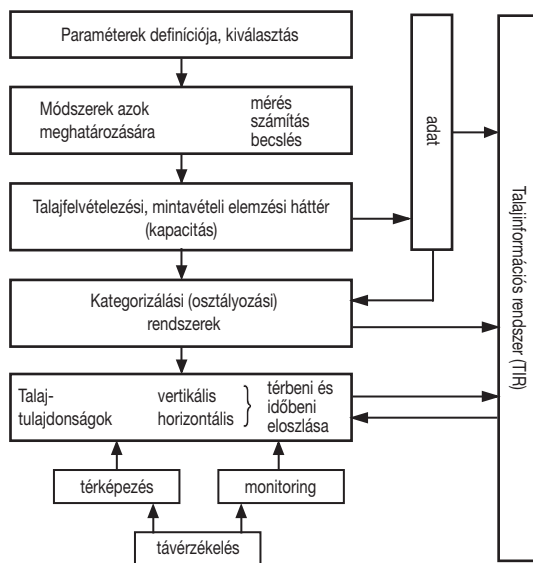 Paraméterek definíciója, kiválasztás
Módszerek azok
meghatározására
mérés
számítás
becslés
Talajfelvételezési, mintavételi elemzési háttér
(kapacitás)
Kategorizálási (osztályozási)
rendszerek
Talaj-
tulajdonságok
vertikális
horizontális
térbeni és
időbeni
eloszlása
térképezés
monitoring
távérzékelés
adat
Talajinformációs rendszer (TIR)